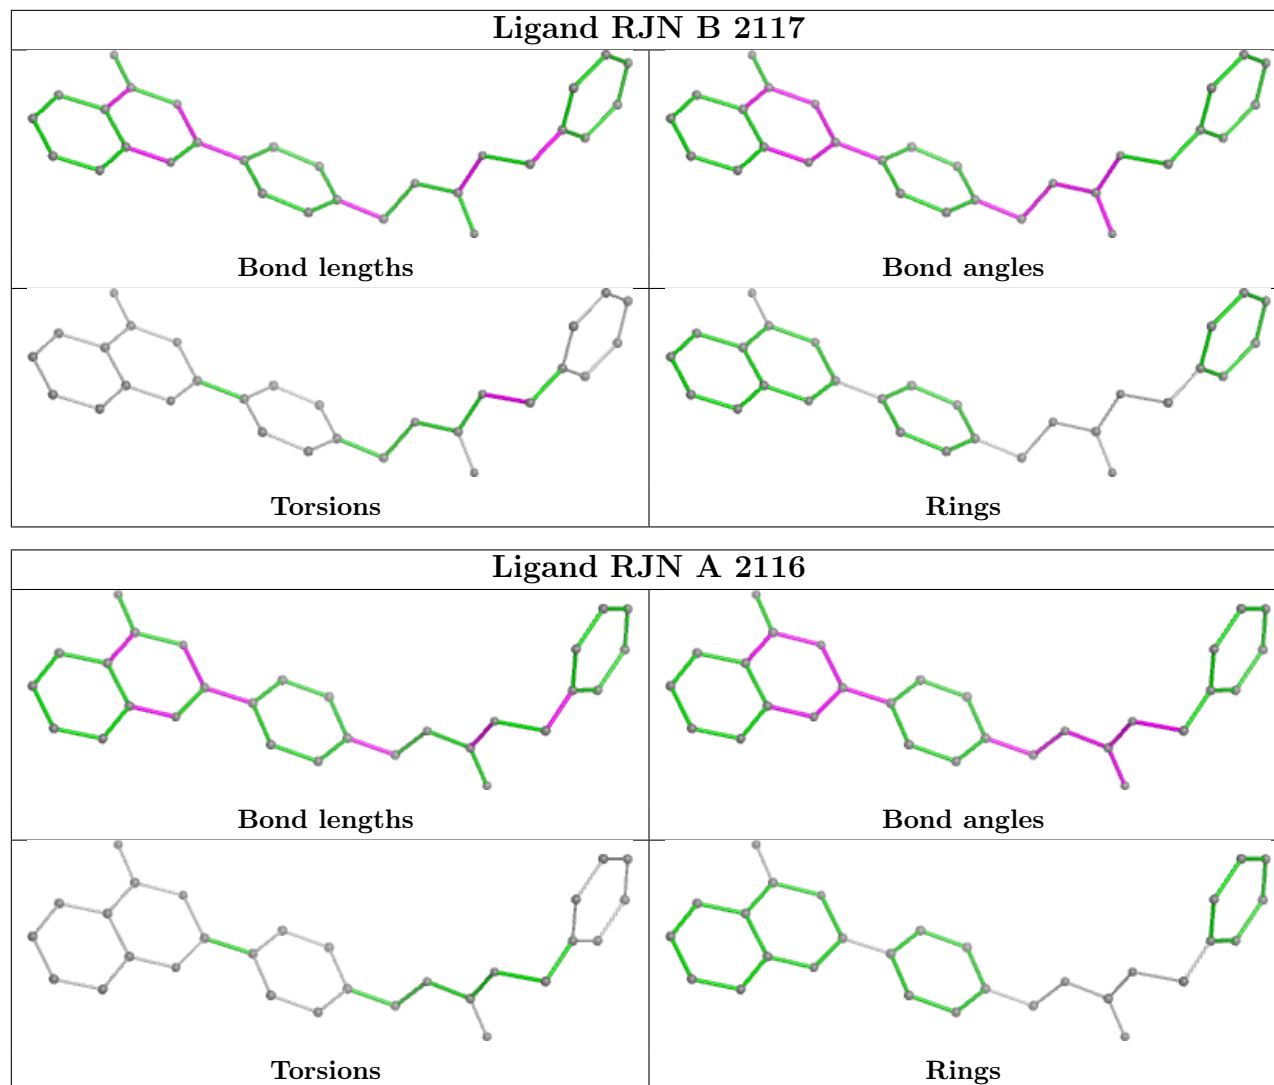 Ligand RJN B 2117
Bond lengths
Bond angles
Torsions
Rings
Ligand RJN A 2116
Bond lengths
Bond angles
Torsions
Rings